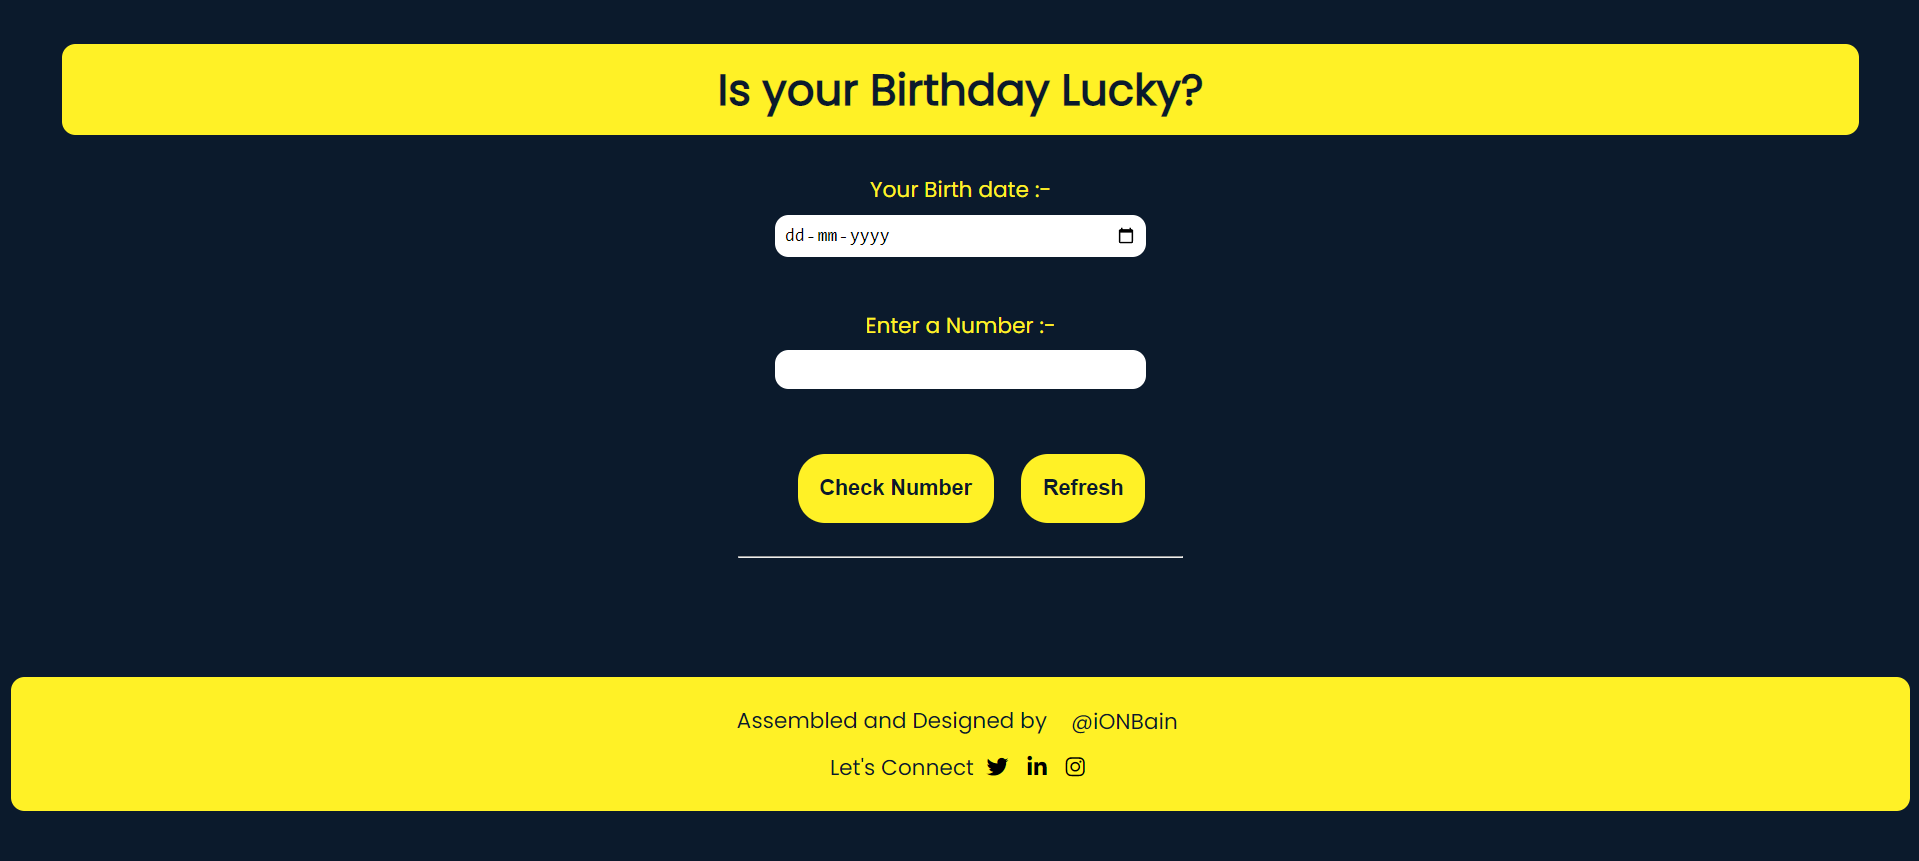 Is your Birthday Lucky?
Your Birth date :-
dd-mm-yyyy
Enter a Number :-
Check Number Refresh
Assembled and Designed by @iONBain
Let's Connect